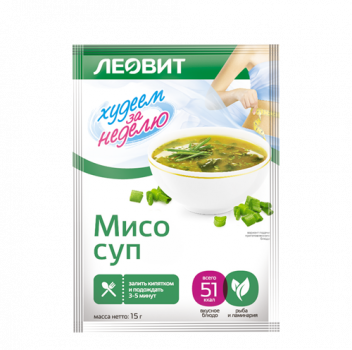 ЛЕОВИТ
худеем
за
неделю
Мисо
суп
залить кипятком
и подождать
3-5 минут
всего
51
ккал
вкусное
блюдо
рыба
и ламинария
масса нетто: 15 г